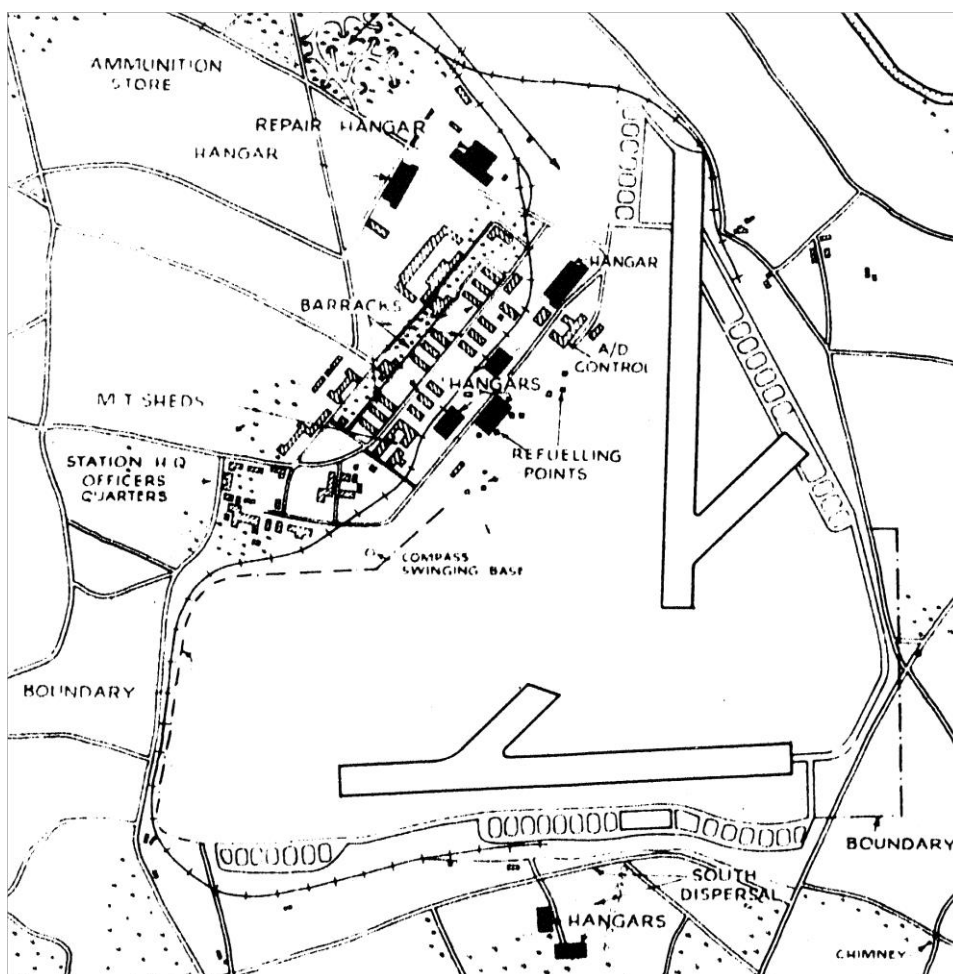 AMMUNITION
STORE
REPAIR HANGAR
HANGAR
HANGAR
BARRACKS
A/D
CONTROL
HANGARS
M T SHEDS
REFUELLING
POINTS
STATION H Q
OFFICERS
QUARTERS
COMPASS
SWINGING BASE
BOUNDARY
BOUNDARY
SOUTH
DISPERSAL
HANGARS
CHIMNEY